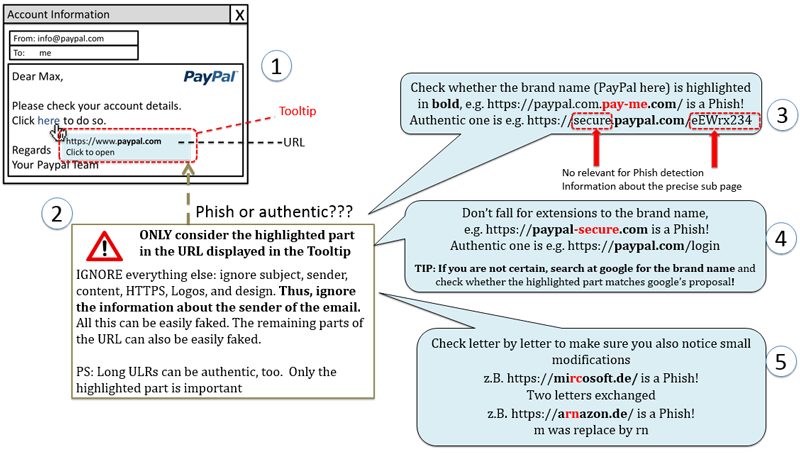 Account Information X
From: info@paypal.com
To: me
Dear Max,
PayPal
Please check your account details.
Click here to do so.
https://www.paypal.com
Click to open
Regards
Your Paypal Team
1
Tooltip
URL
Phish or authentic???
2
ONLY consider the highlighted part
in the URL displayed in the Tooltip
IGNORE everything else: ignore subject, sender,
content, HTTPS, Logos, and design. Thus, ignore
the information about the sender of the email.
All this can be easily faked. The remaining parts of
the URL can also be easily faked.
PS: Long ULRs can be authentic, too. Only the
highlighted part is important
Check whether the brand name (PayPal here) is highlighted
in bold, e.g. https://paypal.com.pay-me.com/ is a Phish!
Authentic one is e.g. https://secure.paypal.com/eEWrx234
3
No relevant for Phish detection
Information about the precise sub page
Don't fall for extensions to the brand name,
e.g. https://paypal-secure.com is a Phish!
Authentic one is e.g. https://paypal.com/login
TIP: If you are not certain, search at google for the brand name and
check whether the highlighted part matches google's proposal!
4
Check letter by letter to make sure you also notice small
modifications
z.B. https://mircosoft.de/ is a Phish!
Two letters exchanged
z.B. https://arnazon.de/ is a Phish!
m was replace by rn
5